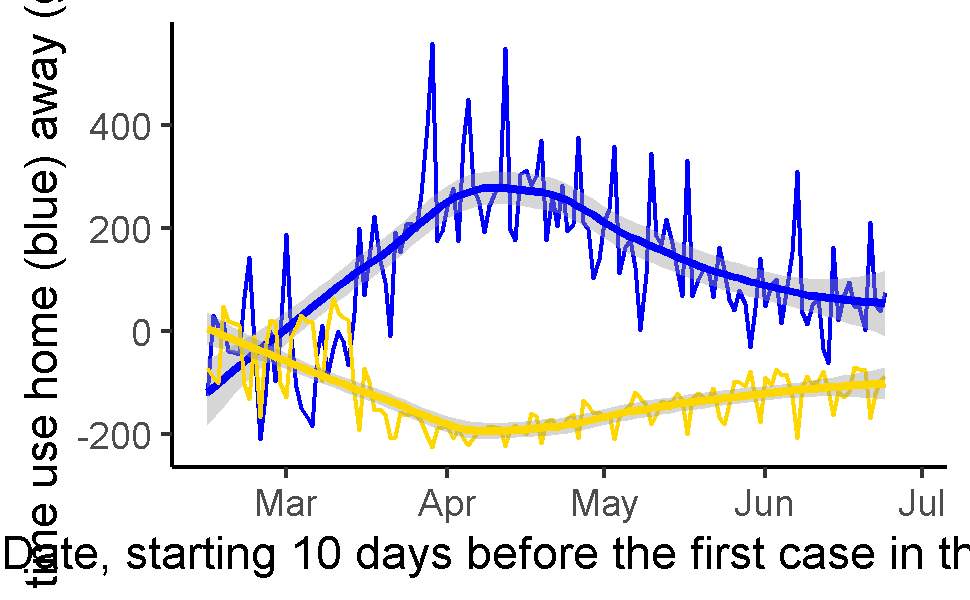 time use home (blue) away (
400
200
0
-200
Mar Apr May Jun Jul
Date, starting 10 days before the first case in th